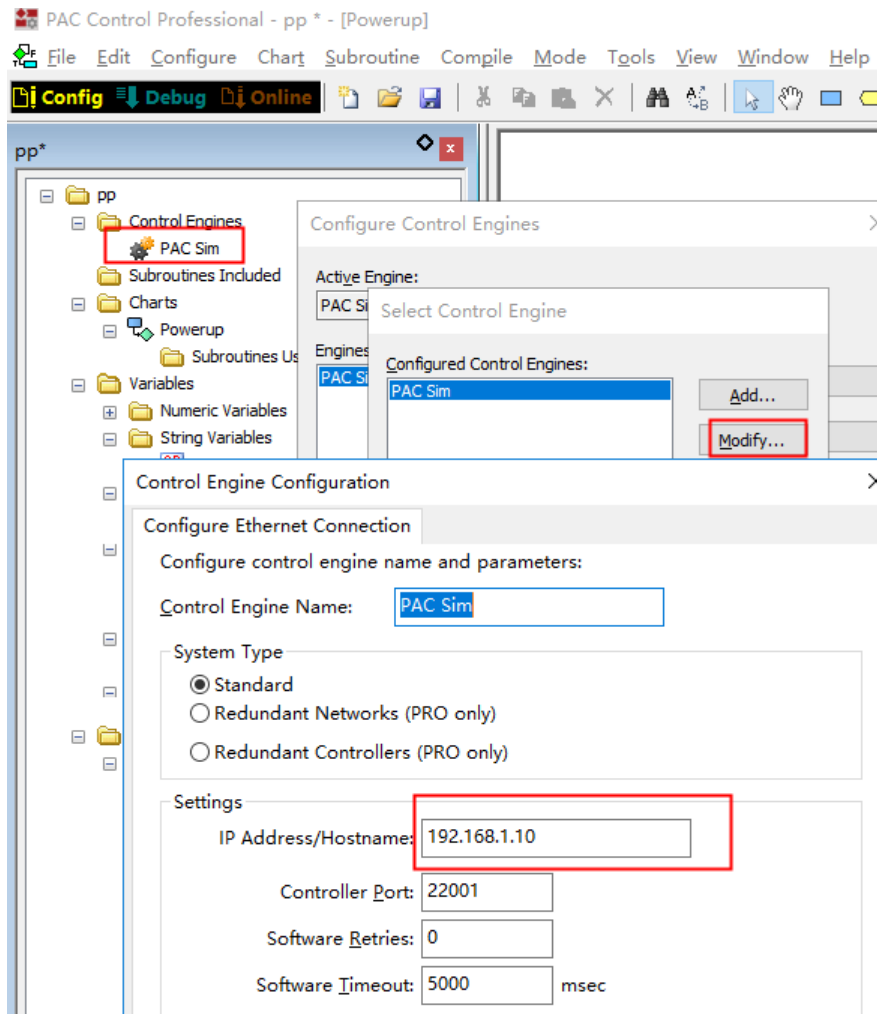 PAC Control Professional - pp * - [Powerup]
File Edit Configure Chart Subroutine Compile Mode Tools View Window Help
Config Debug Online
pp*
pp
Control Engines
PAC Sim
Subroutines Included
Charts
Powerup
Subroutines Us
Variables
Numeric Variables
String Variables
Configure Control Engines
Active Engine:
PAC Si
Engines
PAC Si
Select Control Engine
Configured Control Engines:
PAC Sim
Add...
Modify...
Control Engine Configuration
Configure Ethernet Connection
Configure control engine name and parameters:
Control Engine Name: PAC Sim
System Type
Standard
Redundant Networks (PRO only)
Redundant Controllers (PRO only)
Settings
IP Address/Hostname: 192.168.1.10
Controller Port: 22001
Software Retries: 0
Software Timeout: 5000 msec